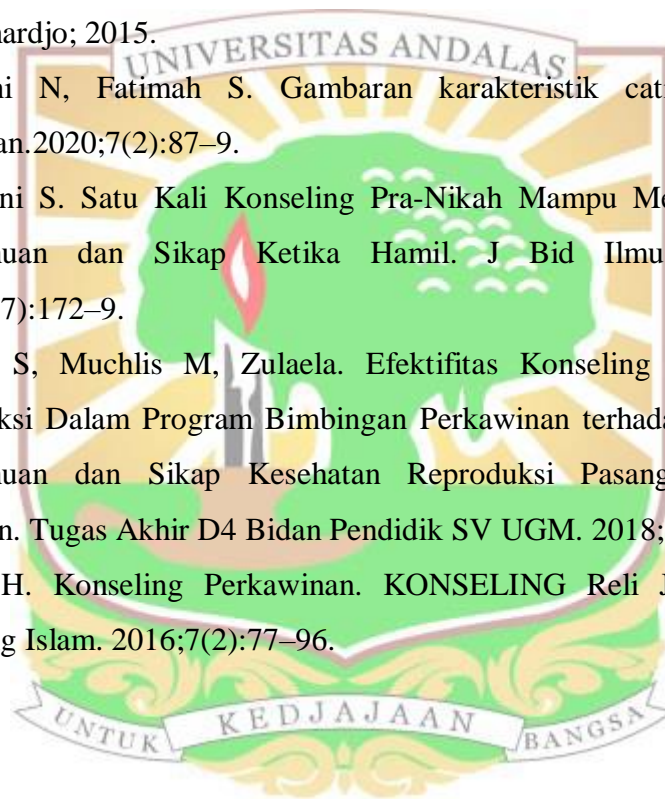 ardjo; 2015.
UNIVERSITAS ANDALAS
ni N, Fatimah S. Gambaran karakteristik cati
an.2020;7(2):87–9.
ni S. Satu Kali Konseling Pra-Nikah Mampu Me
uan dan Sikap Ketika Hamil. J Bid Ilmu
7):172–9.
S, Muchlis M, Zulaela. Efektifitas Konseling
ksi Dalam Program Bimbingan Perkawinan terhada
uan dan Sikap Kesehatan Reproduksi Pasang
n. Tugas Akhir D4 Bidan Pendidik SV UGM. 2018;
H. Konseling Perkawinan. KONSELING Reli J
g Islam. 2016;7(2):77–96.
UNTUK KEDJAJAAN BANGSA